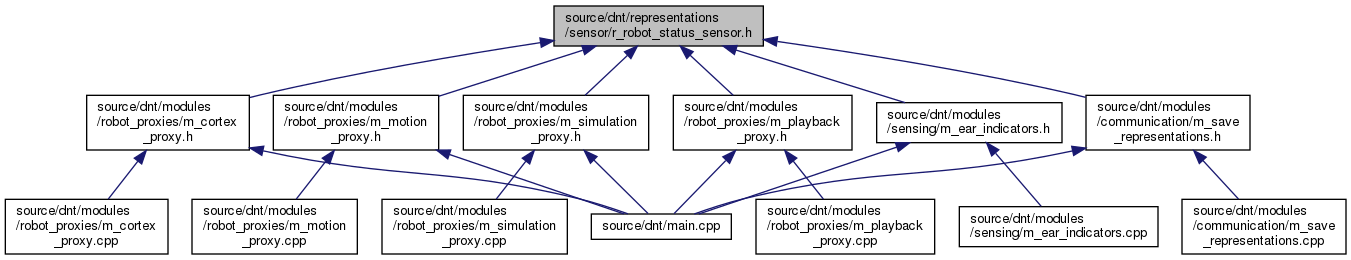 source/dnt/representations
/sensor/r_robot_status_sensor.h
source/dnt/modules
/robot_proxies/m_cortex
_proxy.h
source/dnt/modules
/robot_proxies/m_motion
_proxy.h
source/dnt/modules
/robot_proxies/m_simulation
_proxy.h
source/dnt/modules
/robot_proxies/m_playback
_proxy.h
source/dnt/modules
/sensing/m_ear_indicators.h
source/dnt/modules
/communication/m_save
_representations.h
source/dnt/modules
/robot_proxies/m_cortex
_proxy.cpp
source/dnt/modules
/robot_proxies/m_motion
_proxy.cpp
source/dnt/modules
/robot_proxies/m_simulation
_proxy.cpp
source/dnt/main.cpp
source/dnt/modules
/robot_proxies/m_playback
_proxy.cpp
source/dnt/modules
/sensing/m_ear_indicators.cpp
source/dnt/modules
/communication/m_save
_representations.cpp